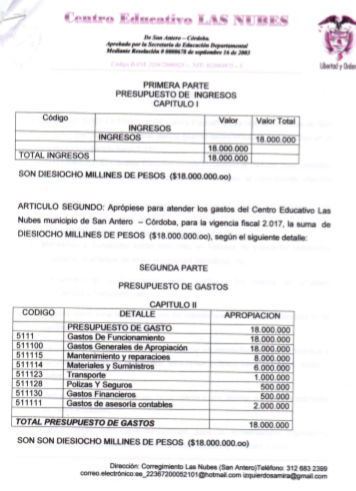 Centro Educativo LAS NUBES
De San Antero – Córdoba.
Aprobado por la Secretaría de Educación Departamental
Mediante Resolución # 0000678 de septiembre 16 de 2003
Libertad y Orden
PRIMERA PARTE
PRESUPUESTO DE INGRESOS
CAPITULO I
Código INGRESOS Valor Valor Total
INGRESOS 18.000.000
18.000.000
TOTAL INGRESOS 18.000.000
SON DIESIOCHO MILLINES DE PESOS ($18.000.000.oo)
ARTICULO SEGUNDO: Aprópiese para atender los gastos del Centro Educativo Las
Nubes municipio de San Antero – Córdoba, para la vigencia fiscal 2.017, la suma de
DIESIOCHO MILLINES DE PESOS ($18.000.000.oo), según el siguiente detalle:
SEGUNDA PARTE
PRESUPUESTO DE GASTOS
CAPITULO II
CODIGO DETALLE APROPIACION
PRESUPUESTO DE GASTO 18.000.000
5111 Gastos De Funcionamiento 18.000.000
511100 Gastos Generales de Apropiación 18.000.000
511115 Mantenimiento y reparacioes 8.000.000
511114 Materiales y Suministros 6.000.000
511123 Transporte 1.000.000
511128 Polizas Y Seguros 500.000
511130 Gastos Financieros 500.000
511111 Gastos de asesoría contables 2.000.000
TOTAL PRESUPUESTO DE GASTOS 18.000.000
SON SON DIESIOCHO MILLINES DE PESOS ($18.000.000.oo)
Dirección: Corregimiento Las Nubes (San Antero)Teléfono: 312 663 2399
correo.electrónico:ee_22367200052101@hotmail.com izquierdosamira@gmail.com